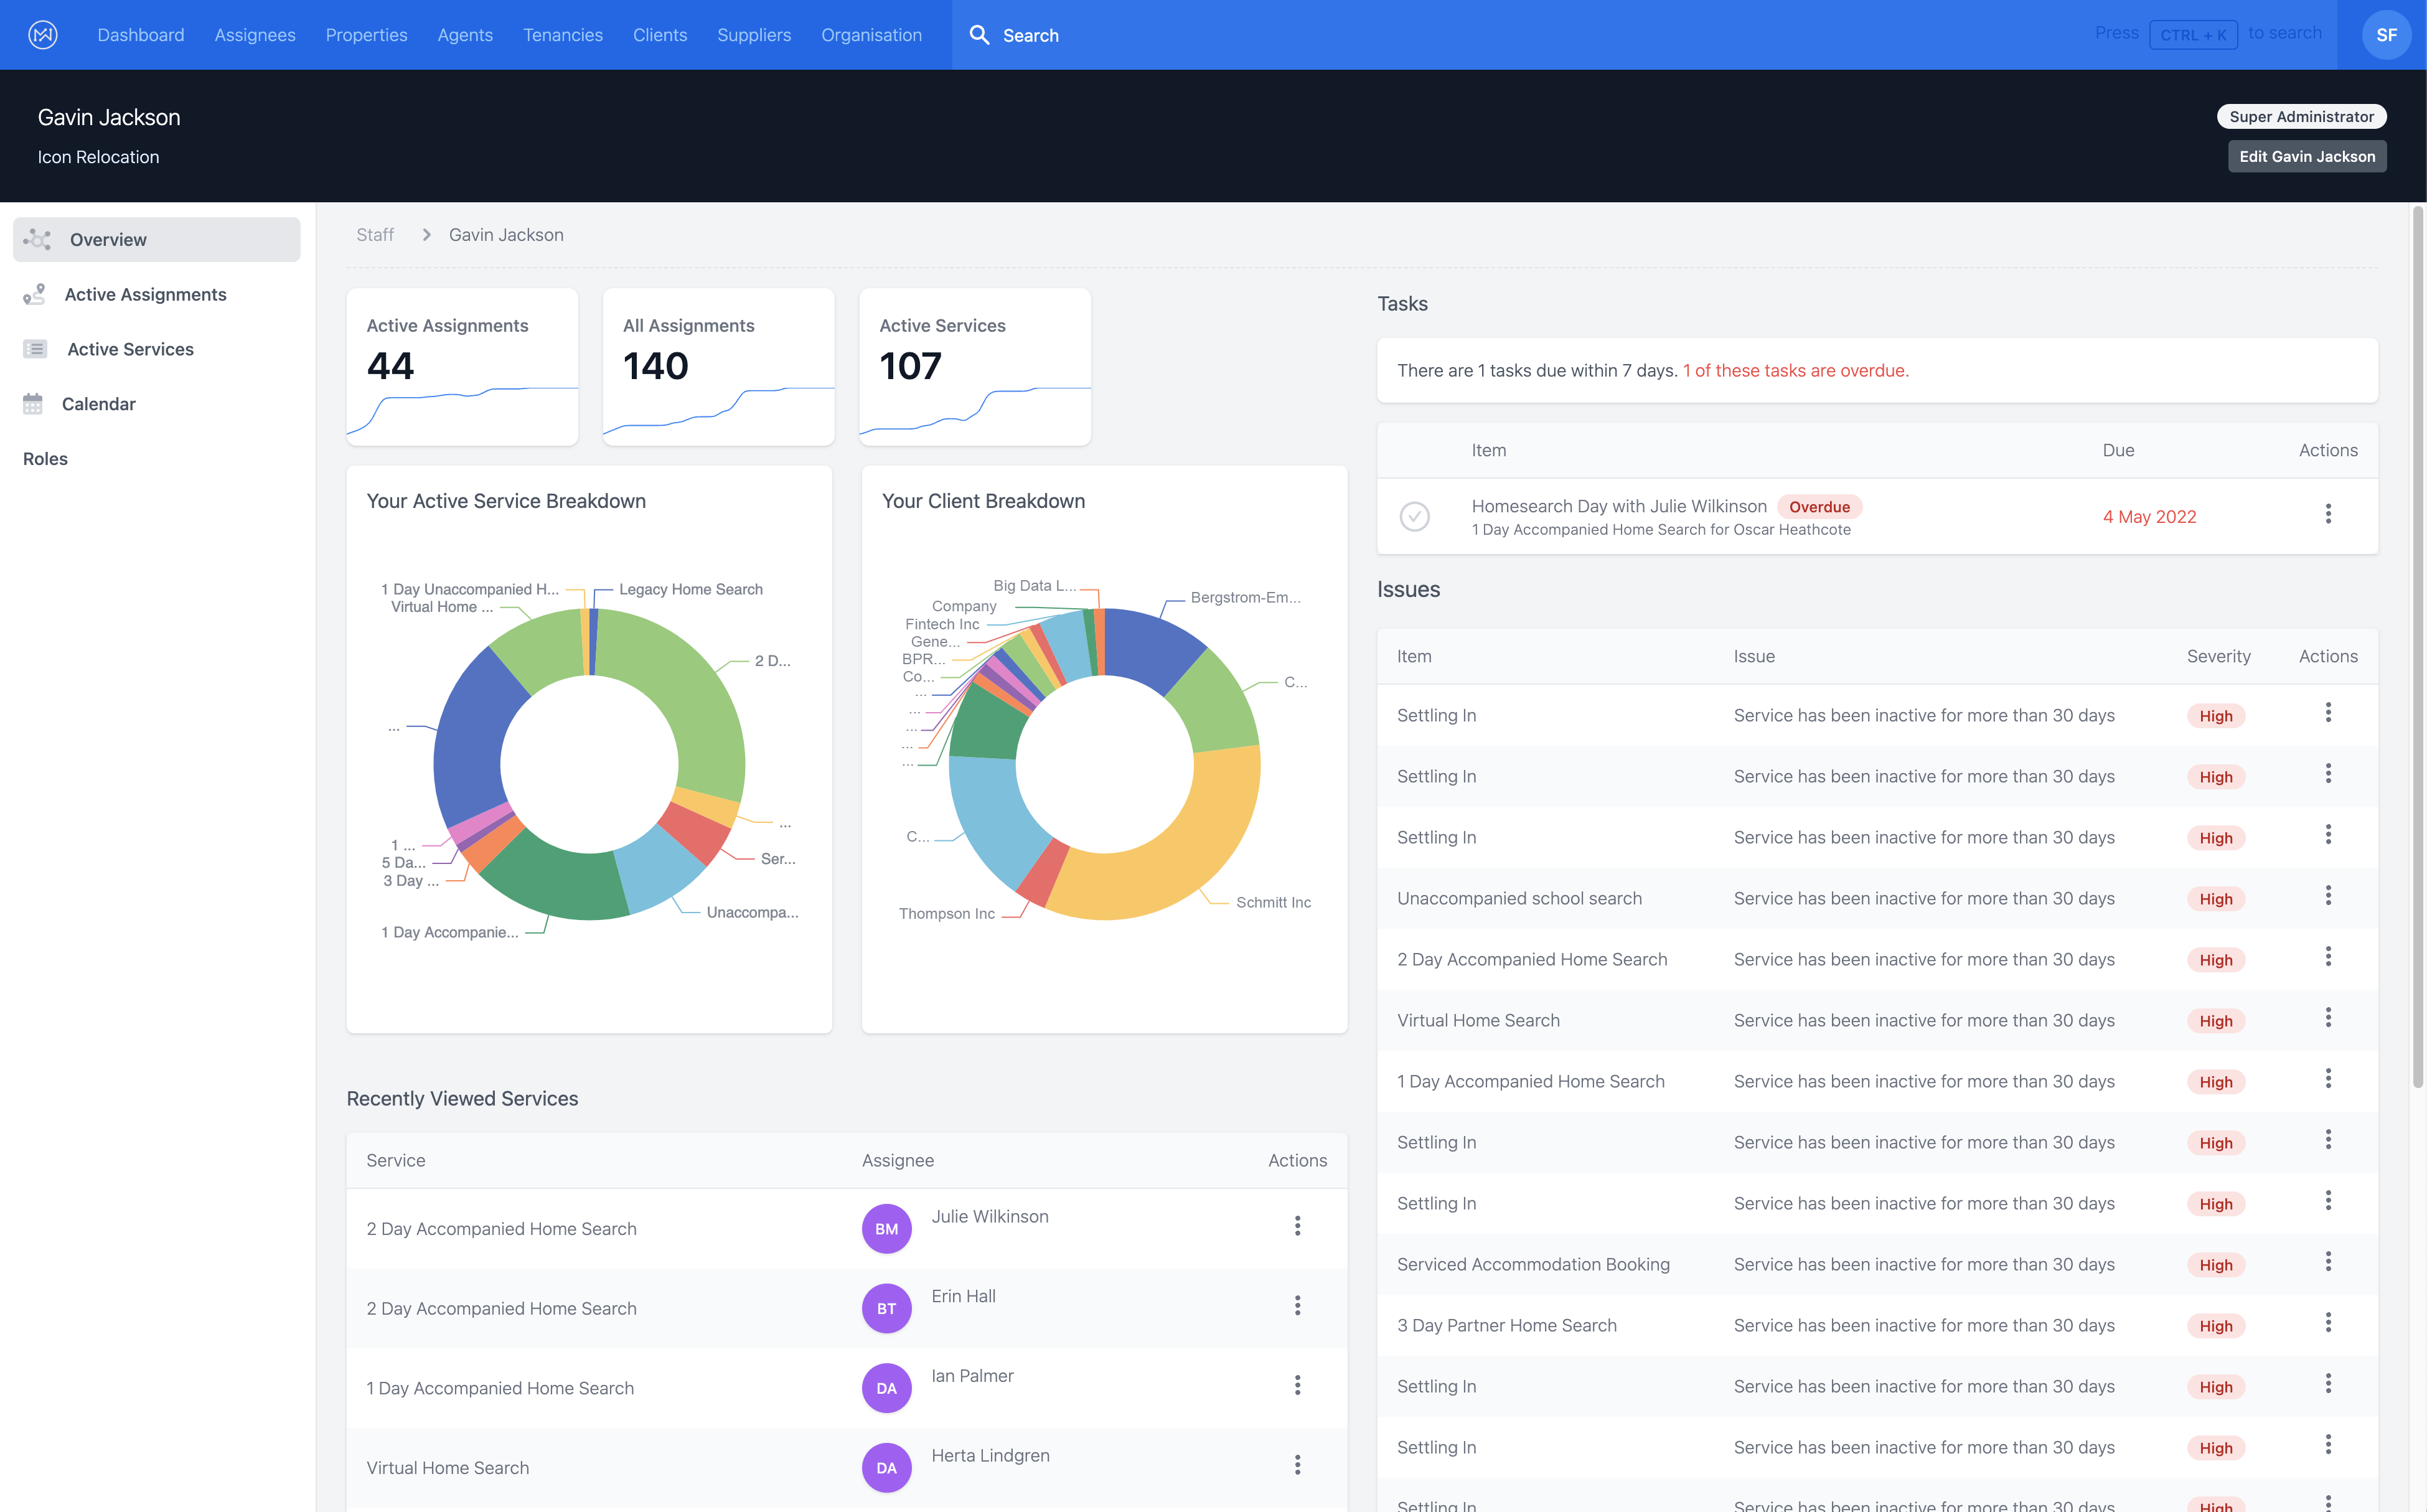 Dashboard Assignees Properties Agents Tenancies Clients Suppliers Organisation Search Press CTRL + K to search SF
Gavin Jackson
Icon Relocation
Super Administrator
Edit Gavin Jackson
Overview
Active Assignments
Active Services
Calendar
Roles
Staff Gavin Jackson
Active Assignments
44
All Assignments
140
Active Services
107
Your Active Service Breakdown
1 Day Unaccompanied H...
Legacy Home Search
Virtual Home ...
2 D...
...
...
1 ...
Ser...
5 Da...
3 Day ...
Unaccompa...
1 Day Accompanie...
Your Client Breakdown
Big Data L...
Bergstrom-Em...
Company
Fintech Inc
Gene...
BPR...
Co...
C...
...
...
...
...
...
C...
Schmitt Inc
Thompson Inc
Recently Viewed Services
Service Assignee Actions
2 Day Accompanied Home Search BM Julie Wilkinson
2 Day Accompanied Home Search BT Erin Hall
1 Day Accompanied Home Search DA Ian Palmer
Virtual Home Search DA Herta Lindgren
Tasks
There are 1 tasks due within 7 days. 1 of these tasks are overdue.
Item Due Actions
Homesearch Day with Julie Wilkinson Overdue
1 Day Accompanied Home Search for Oscar Heathcote
4 May 2022
Issues
Item Issue Severity Actions
Settling In Service has been inactive for more than 30 days High
Settling In Service has been inactive for more than 30 days High
Settling In Service has been inactive for more than 30 days High
Unaccompanied school search Service has been inactive for more than 30 days High
2 Day Accompanied Home Search Service has been inactive for more than 30 days High
Virtual Home Search Service has been inactive for more than 30 days High
1 Day Accompanied Home Search Service has been inactive for more than 30 days High
Settling In Service has been inactive for more than 30 days High
Settling In Service has been inactive for more than 30 days High
Serviced Accommodation Booking Service has been inactive for more than 30 days High
3 Day Partner Home Search Service has been inactive for more than 30 days High
Settling In Service has been inactive for more than 30 days High
Settling In Service has been inactive for more than 30 days High
Settling In Service has been inactive for more than 30 days High